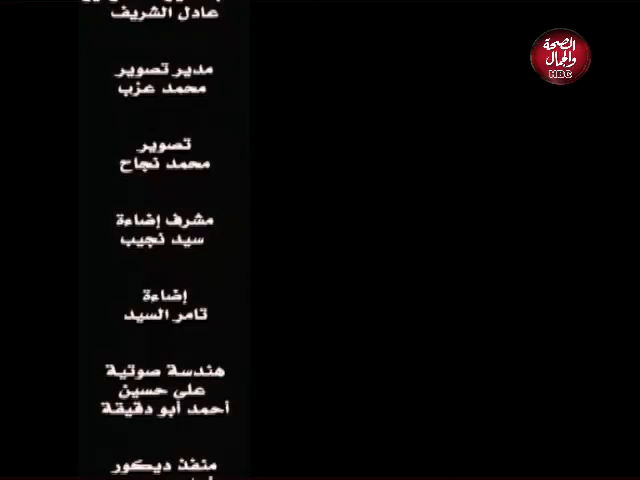 عادل الشريف
مدير تصوير
محمد عزب
تصوير
محمد نجاح
مشرف إضاءة
سيد نجيب
إضاءة
تامر السيد
هندسة صوتية
على حسين
أحمد أبو دقيقة
منفذ ديكور
الصحة
والجمال
HBC